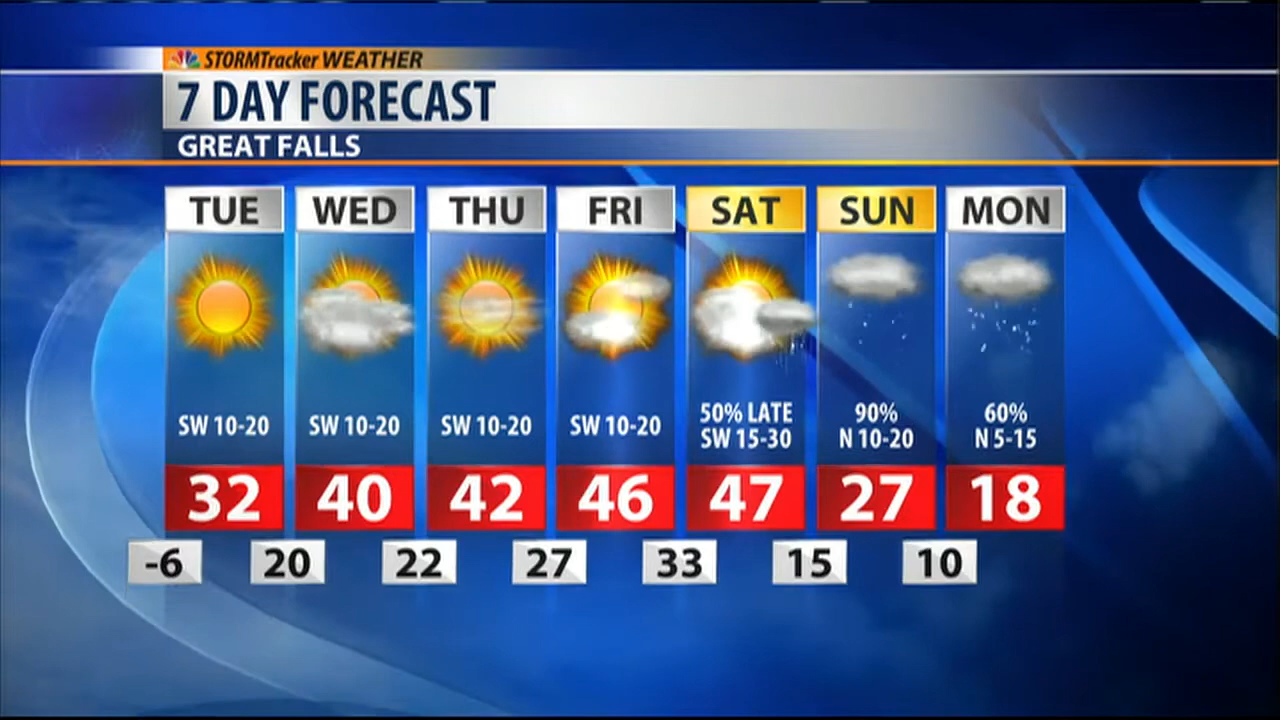 STORMTracker WEATHER
7 DAY FORECAST
GREAT FALLS
TUE WED THU FRI SAT SUN MON
50% LATE 90% 60%
SW 10-20 SW 10-20 SW 10-20 SW 10-20 SW 15-30 N 10-20 N 5-15
32 40 42 46 47 27 18
-6 20 22 27 33 15 10